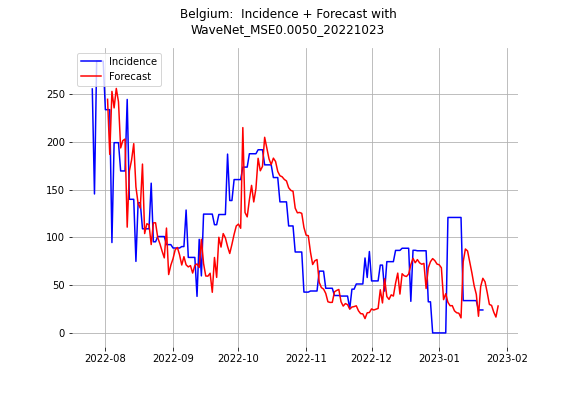 Belgium: Incidence + Forecast with
WaveNet_MSE0.0050_20221023
Incidence
Forecast
250
200
150
100
50
0
2022-08 2022-09 2022-10 2022-11 2022-12 2023-01 2023-02